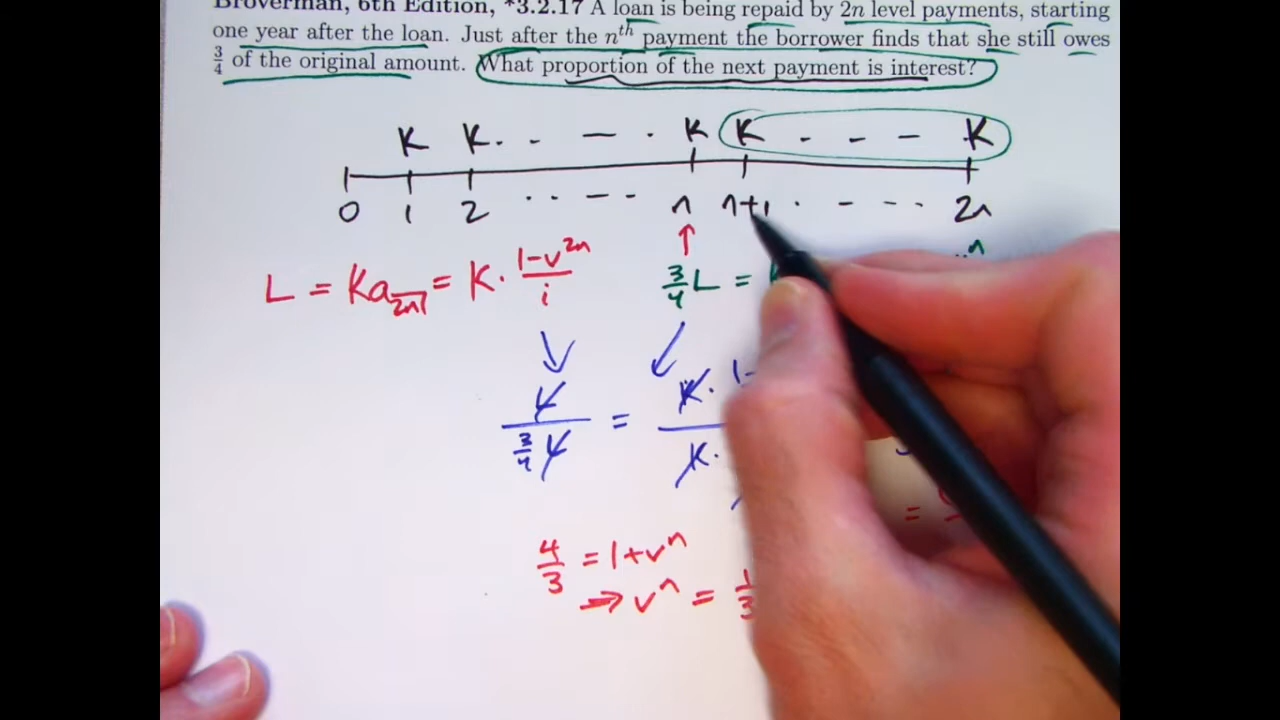 Broverman, 6th Edition, *3.2.17 A loan is being repaid by 2n level payments, starting
one year after the loan. Just after the nth payment the borrower finds that she still owes
3/4 of the original amount. What proportion of the next payment is interest?
K K . - — . K K - - - K
0 1 2 . . - - - n n+1 . - - - . 2n
L = Ka2n⌉ = K · (1-v^2n)/i 3/4 L = n
K / (3/4 K) = K · 1- / K ·
4/3 = 1+v^n =
→ v^n = 1/3